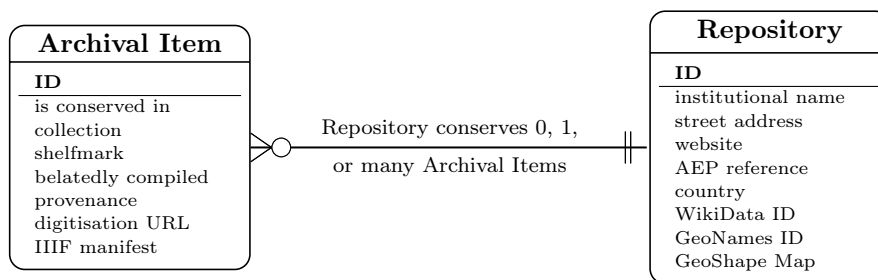 Archival Item
ID
is conserved in
collection
shelfmark
belatedly compiled
provenance
digitisation URL
IIIF manifest
Repository conserves 0, 1,
or many Archival Items
Repository
ID
institutional name
street address
website
AEP reference
country
WikiData ID
GeoNames ID
GeoShape Map